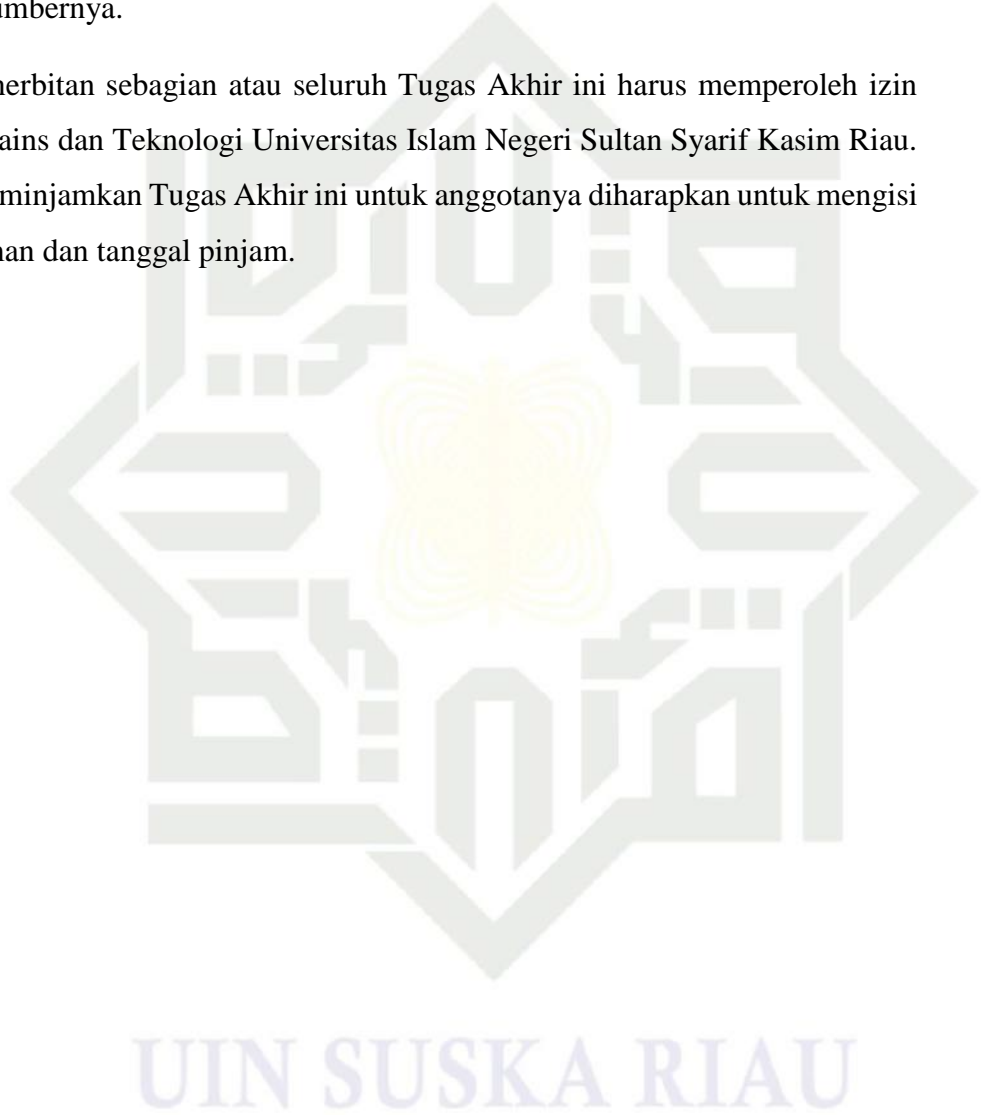 umbernya.
nerbitan sebagian atau seluruh Tugas Akhir ini harus memperoleh izin
ains dan Teknologi Universitas Islam Negeri Sultan Syarif Kasim Riau.
minjamkan Tugas Akhir ini untuk anggotanya diharapkan untuk mengisi
nan dan tanggal pinjam.
UIN SUSKA RIAU